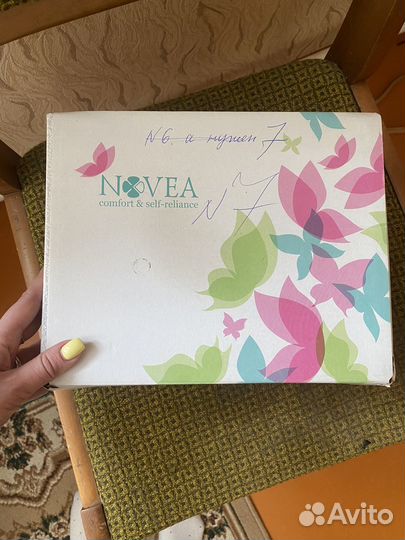 N6, а нужен 7
NOVEA
comfort & self-reliance
N7
Avito